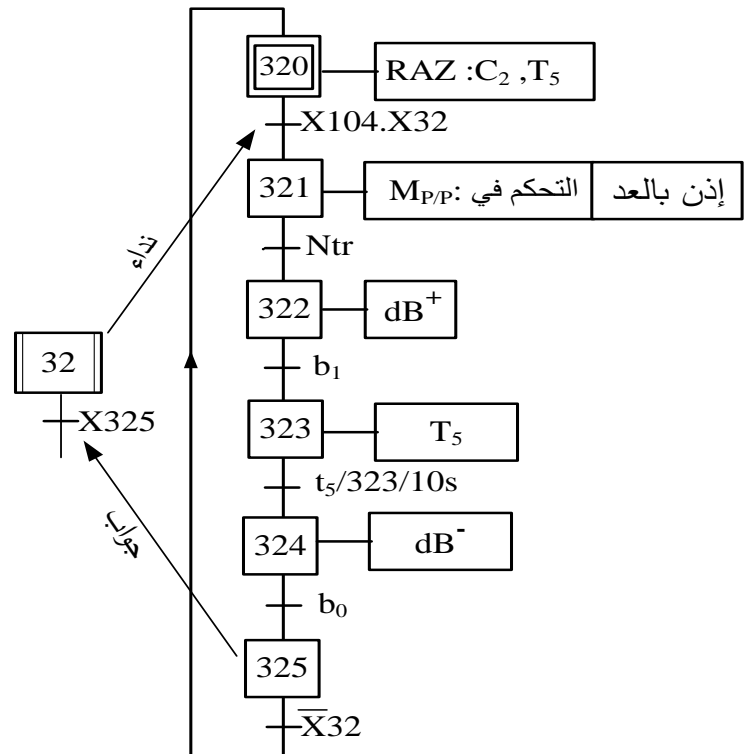 320
RAZ :C₂ ,T₅
X104.X32
321
التحكم في :M_P/P
إذن بالعد
نداء
Ntr
322
dB⁺
32
b₁
X325
323
T₅
t₅/323/10s
جواب
324
dB⁻
b₀
325
X̅32